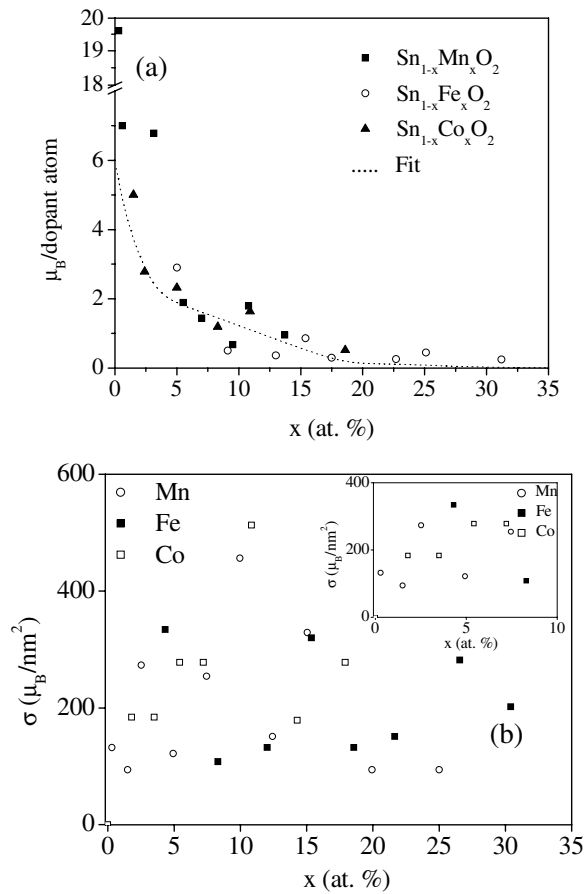 20
19
18
6
4
2
0
(a)
Sn1-xMnxO2
Sn1-xFexO2
Sn1-xCoxO2
Fit
μB/dopant atom
0 5 10 15 20 25 30 35
x (at. %)
600
400
200
0
Mn
Fe
Co
σ (μB/nm2)
400
200
0
Mn
Fe
Co
σ (μB/nm2)
0 5 10
x (at. %)
(b)
0 5 10 15 20 25 30 35
x (at. %)